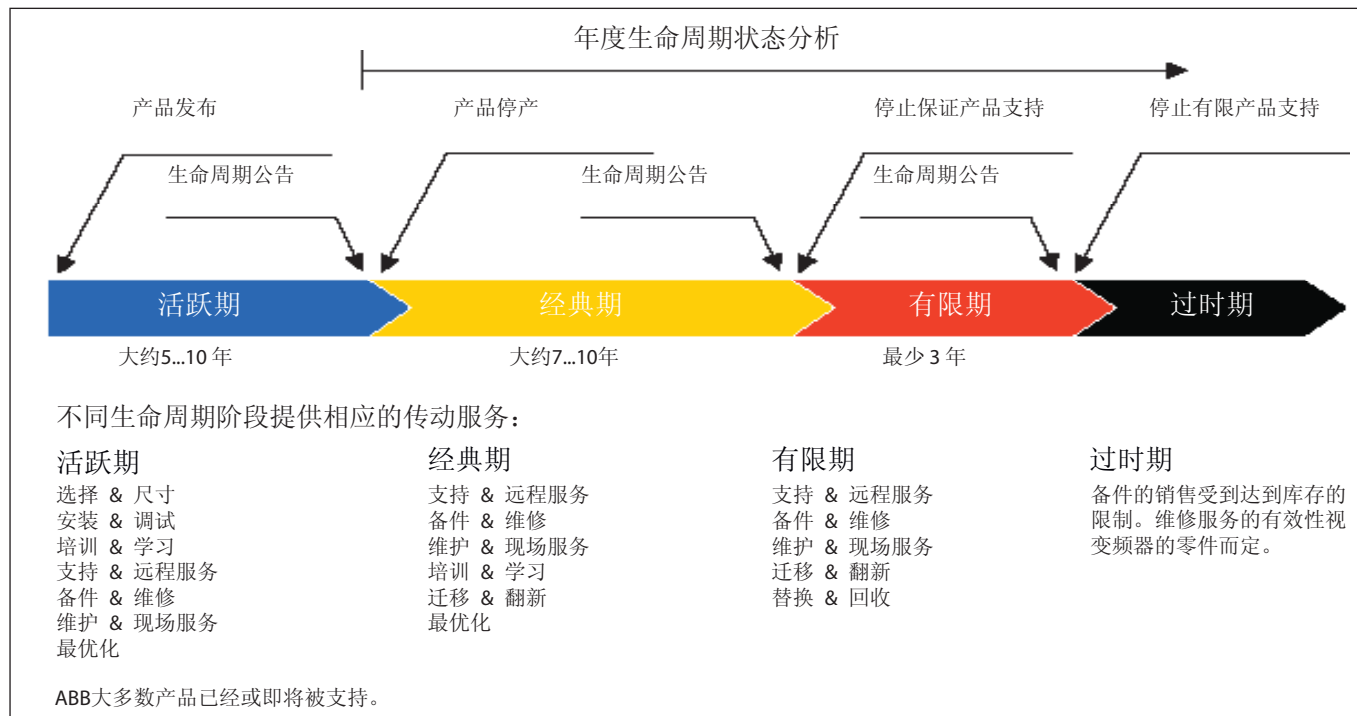 年度生命周期状态分析
产品发布
产品停产
停止保证产品支持
停止有限产品支持
生命周期公告
生命周期公告
生命周期公告
活跃期
经典期
有限期
过时期
大约5...10 年
大约7...10年
最少 3 年
不同生命周期阶段提供相应的传动服务：
活跃期
选择 & 尺寸
安装 & 调试
培训 & 学习
支持 & 远程服务
备件 & 维修
维护 & 现场服务
最优化
经典期
支持 & 远程服务
备件 & 维修
维护 & 现场服务
培训 & 学习
迁移 & 翻新
最优化
有限期
支持 & 远程服务
备件 & 维修
维护 & 现场服务
迁移 & 翻新
替换 & 回收
过时期
备件的销售受到达到库存的
限制。维修服务的有效性视
变频器的零件而定。
ABB大多数产品已经或即将被支持。